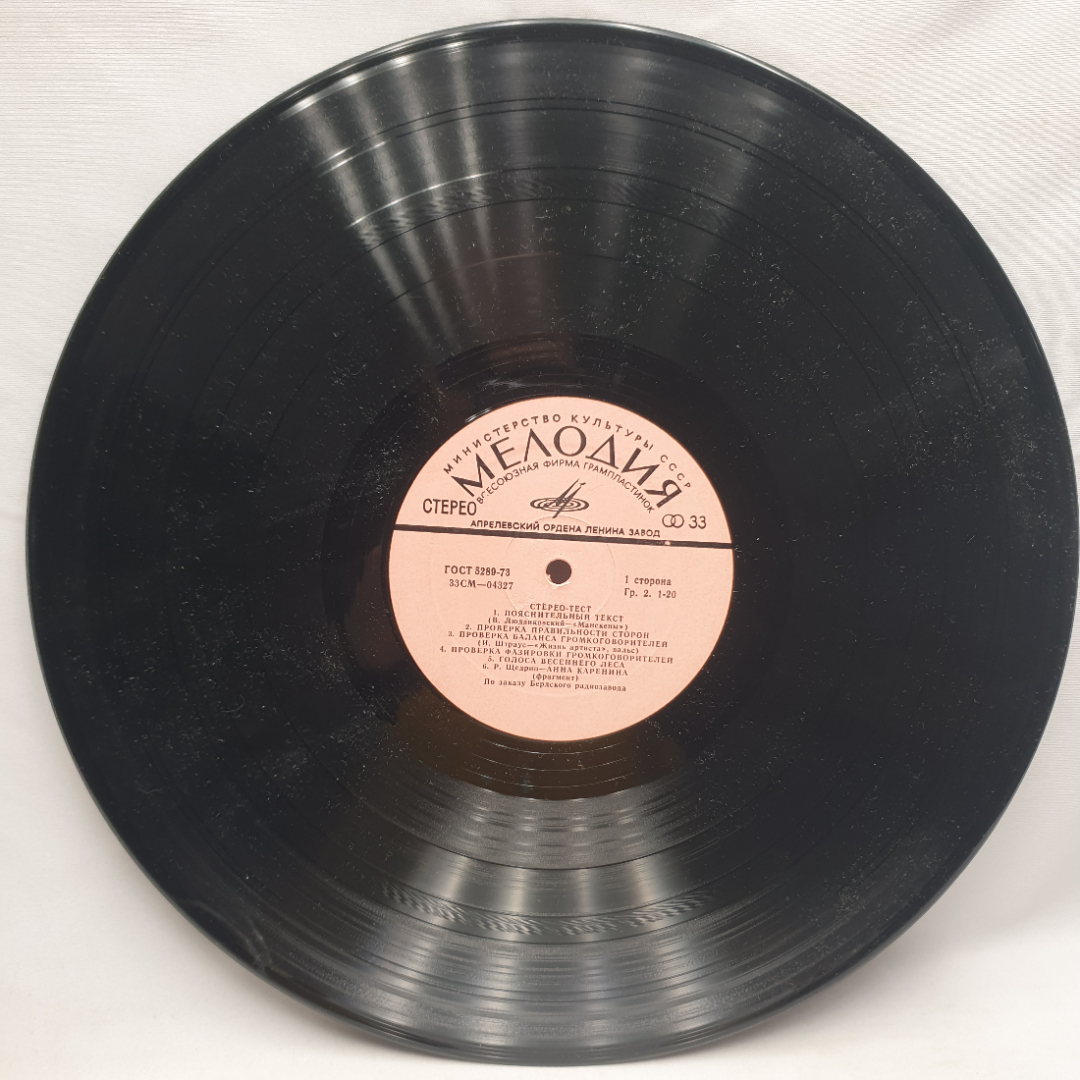 МИНИСТЕРСТВО КУЛЬТУРЫ СССР
МЕЛОДИЯ
ВСЕСОЮЗНАЯ ФИРМА ГРАМПЛАСТИНОК
СТЕРЕО
33
АПРЕЛЕВСКИЙ ОРДЕНА ЛЕНИНА ЗАВОД
ГОСТ 5289-73
33СМ—04327
1 сторона
Гр. 2. 1-20
СТЕРЕО-ТЕСТ
1. ПОЯСНИТЕЛЬНЫЙ ТЕКСТ
(В. Людвиковский—«Манекены»)
2. ПРОВЕРКА ПРАВИЛЬНОСТИ СТОРОН
3. ПРОВЕРКА БАЛАНСА ГРОМКОГОВОРИТЕЛЕЙ
(И. Штраус—«Жизнь артиста», вальс)
4. ПРОВЕРКА ФАЗИРОВКИ ГРОМКОГОВОРИТЕЛЕЙ
5. ГОЛОСА ВЕСЕННЕГО ЛЕСА
6. Р. Щедрин—АННА КАРЕНИНА
(фрагмент)
По заказу Бердского радиозавода